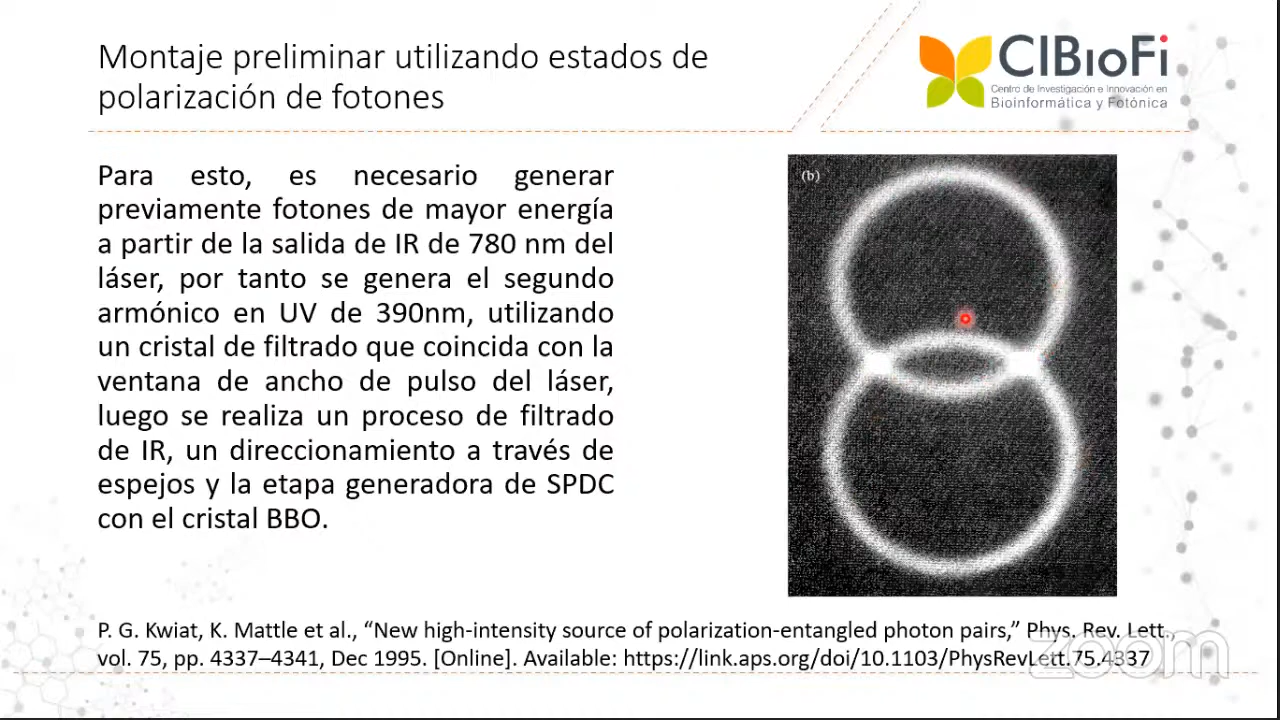 Montaje preliminar utilizando estados de
polarización de fotones
CIBioFi
Centro de Investigación e Innovación en
Bioinformática y Fotónica
Para esto, es necesario generar
previamente fotones de mayor energía
a partir de la salida de IR de 780 nm del
láser, por tanto se genera el segundo
armónico en UV de 390nm, utilizando
un cristal de filtrado que coincida con la
ventana de ancho de pulso del láser,
luego se realiza un proceso de filtrado
de IR, un direccionamiento a través de
espejos y la etapa generadora de SPDC
con el cristal BBO.
(b)
P. G. Kwiat, K. Mattle et al., “New high-intensity source of polarization-entangled photon pairs,” Phys. Rev. Lett.,
vol. 75, pp. 4337–4341, Dec 1995. [Online]. Available: https://link.aps.org/doi/10.1103/PhysRevLett.75.4337
zoom